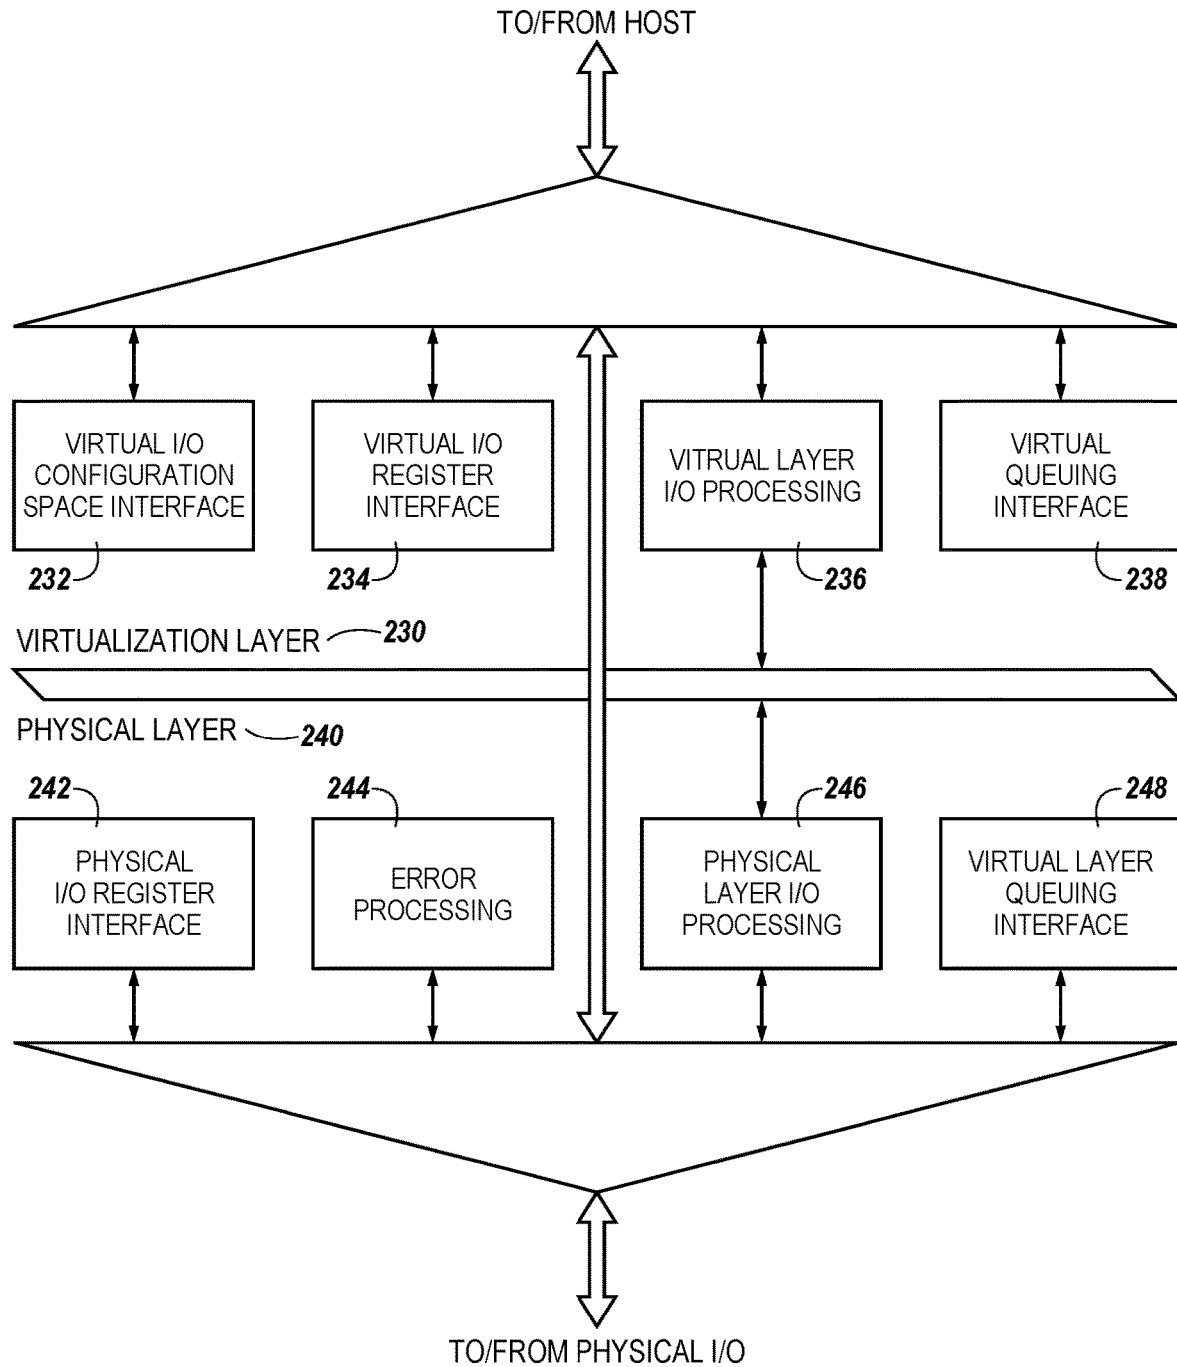 TO/FROM HOST
VIRTUAL I/O
CONFIGURATION
SPACE INTERFACE
232
VIRTUAL I/O
REGISTER
INTERFACE
234
VITRUAL LAYER
I/O PROCESSING
236
VIRTUAL
QUEUING
INTERFACE
238
VIRTUALIZATION LAYER 230
PHYSICAL LAYER 240
242
PHYSICAL
I/O REGISTER
INTERFACE
244
ERROR
PROCESSING
246
PHYSICAL
LAYER I/O
PROCESSING
248
VIRTUAL LAYER
QUEUING
INTERFACE
TO/FROM PHYSICAL I/O